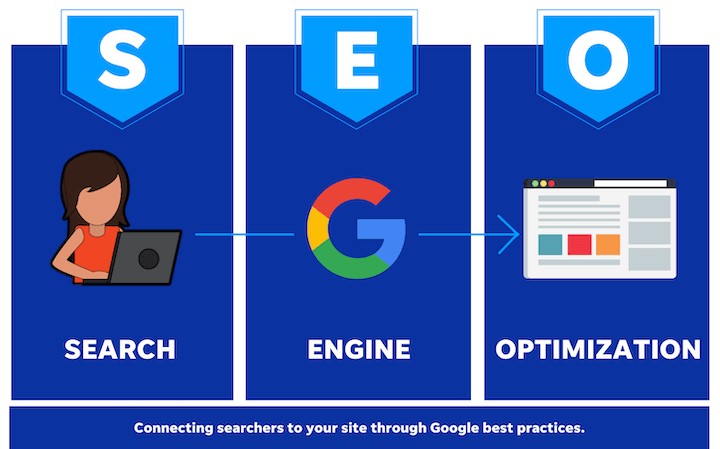 S
E
O
SEARCH
ENGINE
OPTIMIZATION
Connecting searchers to your site through Google best practices.